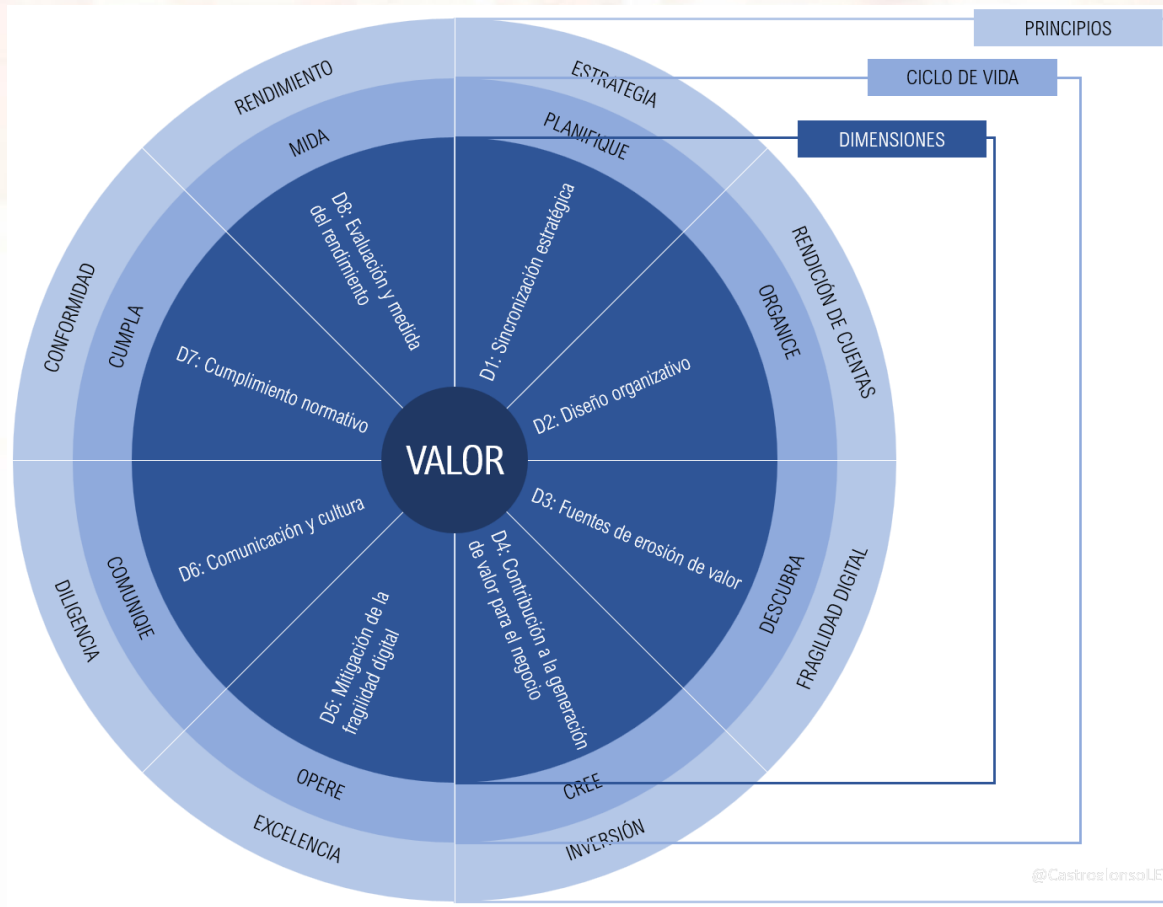 PRINCIPIOS
CICLO DE VIDA
DIMENSIONES
RENDIMIENTO
ESTRATEGIA
MIDA
PLANIFIQUE
D8: Evaluación y medida
del rendimiento
D1: Sincronización estratégica
CONFORMIDAD
CUMPLA
D7: Cumplimiento normativo
D2: Diseño organizativo
ORGANICE
RENDICIÓN DE CUENTAS
VALOR
DILIGENCIA
COMUNIQIE
D6: Comunicación y cultura
D3: Fuentes de erosión de valor
DESCUBRA
FRAGILIDAD DIGITAL
D5: Mitigación de la
fragilidad digital
D4: Contribución a la generación
de valor para el negocio
OPERE
CREE
EXCELENCIA
INVERSIÓN